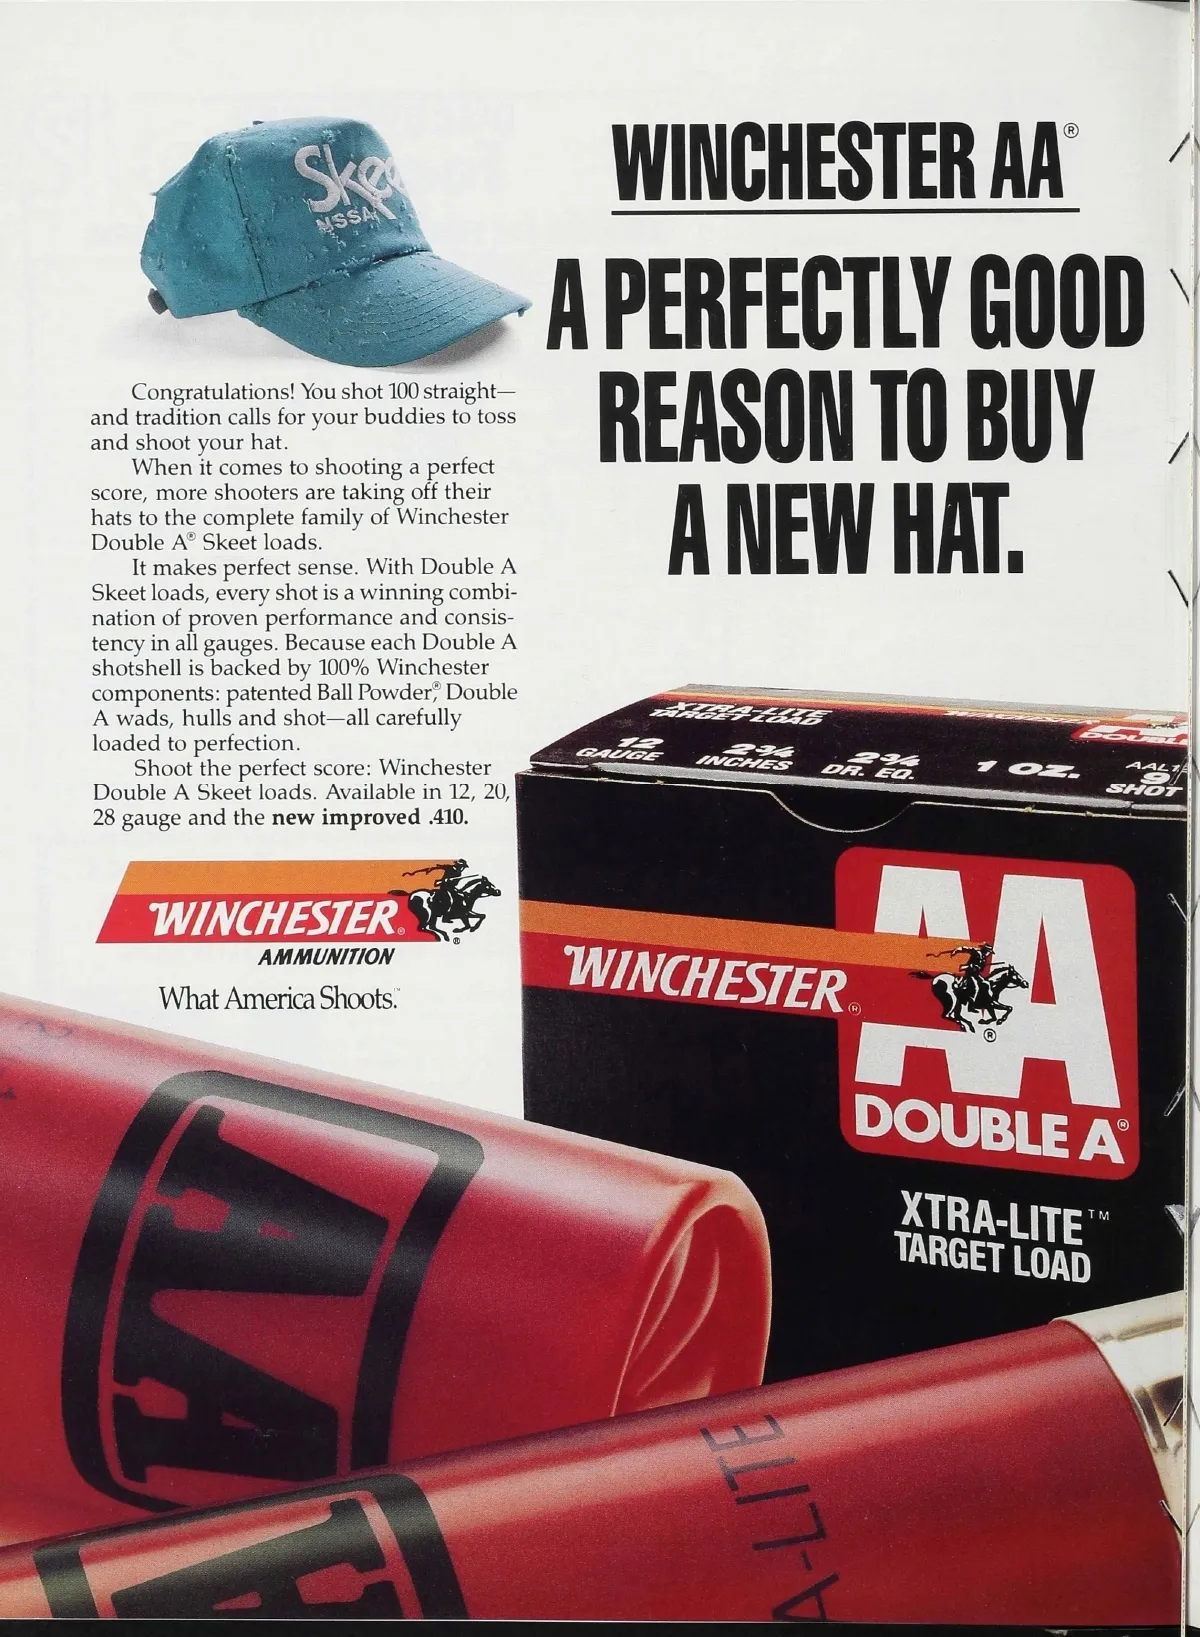 WINCHESTER AA®
A PERFECTLY GOOD
REASON TO BUY
A NEW HAT.
Skee
NSSA
Congratulations! You shot 100 straight—
and tradition calls for your buddies to toss
and shoot your hat.
When it comes to shooting a perfect
score, more shooters are taking off their
hats to the complete family of Winchester
Double A® Skeet loads.
It makes perfect sense. With Double A
Skeet loads, every shot is a winning combi-
nation of proven performance and consis-
tency in all gauges. Because each Double A
shotshell is backed by 100% Winchester
components: patented Ball Powder,® Double
A wads, hulls and shot—all carefully
loaded to perfection.
Shoot the perfect score: Winchester
Double A Skeet loads. Available in 12, 20,
28 gauge and the new improved .410.
WINCHESTER®
AMMUNITION
What America Shoots.™
XTRA-LITE
TARGET LOAD
WINCHESTER
DOUBLE
12
GAUGE
2¾
INCHES
2¾
DR. EQ.
1 OZ.
9
SHOT
WINCHESTER®
AA
DOUBLE A®
XTRA-LITE™
TARGET LOAD
AA
A-LITE